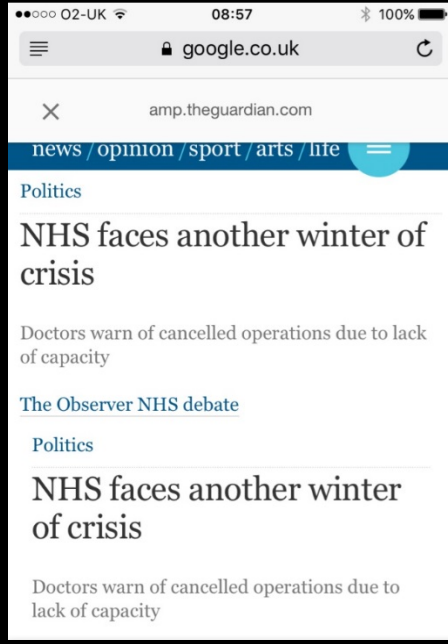 O2-UK 08:57 100%
google.co.uk
amp.theguardian.com
news / opinion / sport / arts / life
Politics
NHS faces another winter of
crisis
Doctors warn of cancelled operations due to lack
of capacity
The Observer NHS debate
Politics
NHS faces another winter
of crisis
Doctors warn of cancelled operations due to
lack of capacity